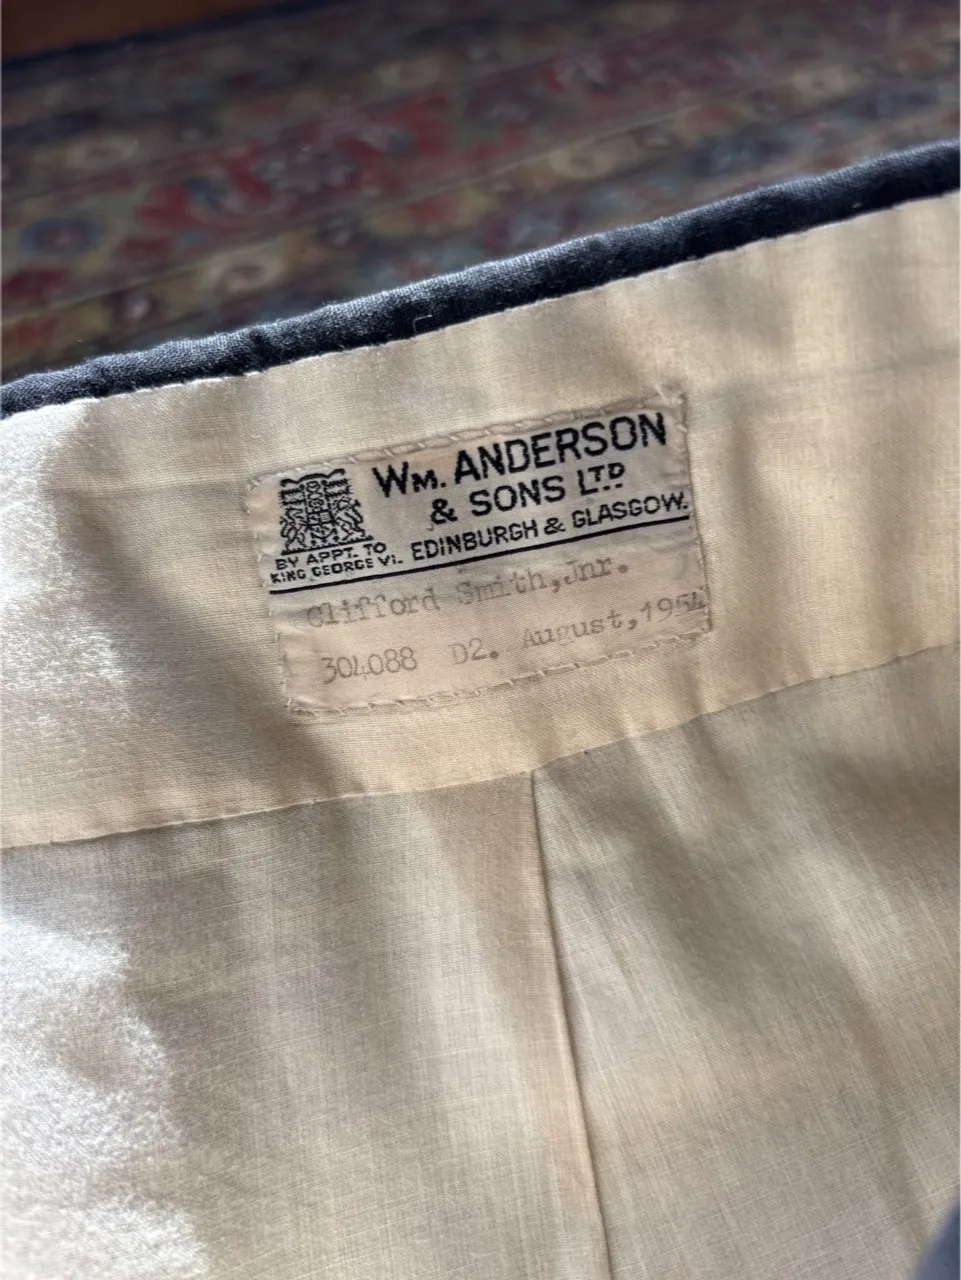 WM. ANDERSON
& SONS LTD
BY APPT. TO
KING GEORGE VI.
EDINBURGH & GLASGOW.
Clifford Smith,Jnr.
304088 D2. August,1954